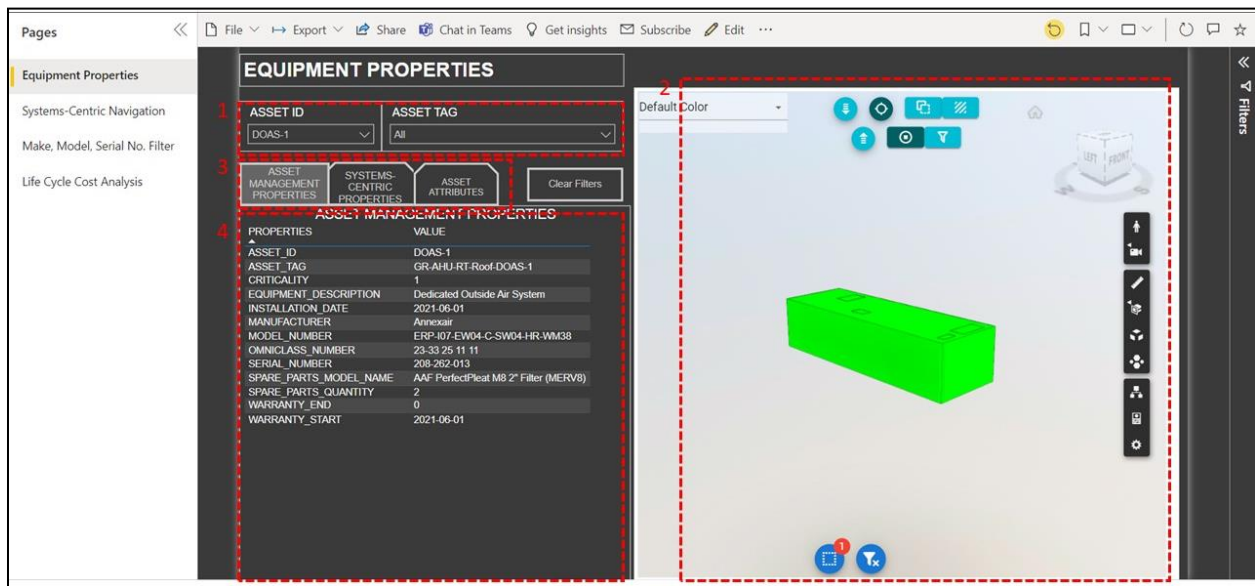 Pages
File Export Share Chat in Teams Get insights Subscribe Edit ...
Equipment Properties
Systems-Centric Navigation
Make, Model, Serial No. Filter
Life Cycle Cost Analysis
EQUIPMENT PROPERTIES
1
ASSET ID ASSET TAG
DOAS-1 All
3
ASSET MANAGEMENT PROPERTIES
SYSTEMS-CENTRIC PROPERTIES
ASSET ATTRIBUTES
Clear Filters
4
ASSET MANAGEMENT PROPERTIES
PROPERTIES VALUE
ASSET_ID DOAS-1
ASSET_TAG GR-AHU-RT-Roof-DOAS-1
CRITICALITY 1
EQUIPMENT_DESCRIPTION Dedicated Outside Air System
INSTALLATION_DATE 2021-06-01
MANUFACTURER Annexair
MODEL_NUMBER ERP-I07-EW04-C-SW04-HR-WM38
OMNICLASS_NUMBER 23-33 25 11 11
SERIAL_NUMBER 208-262-013
SPARE_PARTS_MODEL_NAME AAF PerfectPleat M8 2" Filter (MERV8)
SPARE_PARTS_QUANTITY 2
WARRANTY_END 0
WARRANTY_START 2021-06-01
2
Default Color
LEFT FRONT
1
Filters